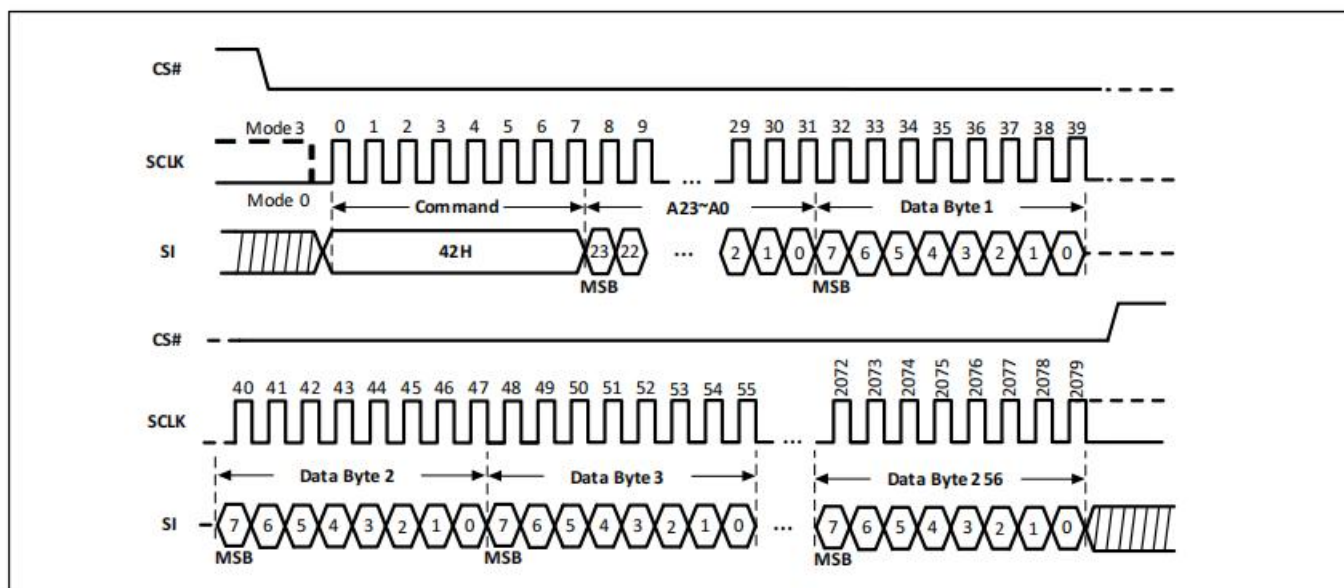 CS#
Mode 3 0 1 2 3 4 5 6 7 8 9 29 30 31 32 33 34 35 36 37 38 39
SCLK ...
Mode 0 Command A23~A0 Data Byte 1
SI 42H 23 22 ... 2 1 0 7 6 5 4 3 2 1 0
MSB MSB
CS#
40 41 42 43 44 45 46 47 48 49 50 51 52 53 54 55 2072 2073 2074 2075 2076 2077 2078 2079
SCLK ...
Data Byte 2 Data Byte 3 Data Byte 256
SI 7 6 5 4 3 2 1 0 7 6 5 4 3 2 1 0 ... 7 6 5 4 3 2 1 0
MSB MSB MSB